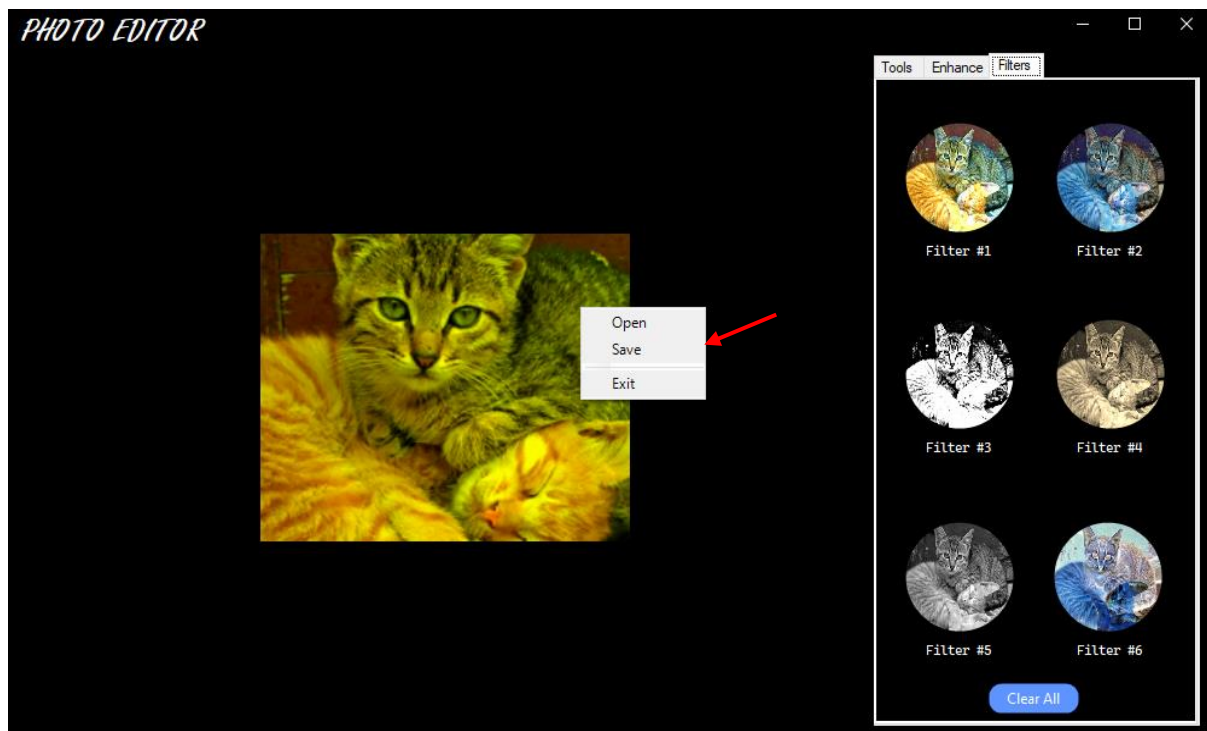 PHOTO EDITOR
Tools Enhance Filters
Filter #1 Filter #2
Open
Save
Exit
Filter #3 Filter #4
Filter #5 Filter #6
Clear All